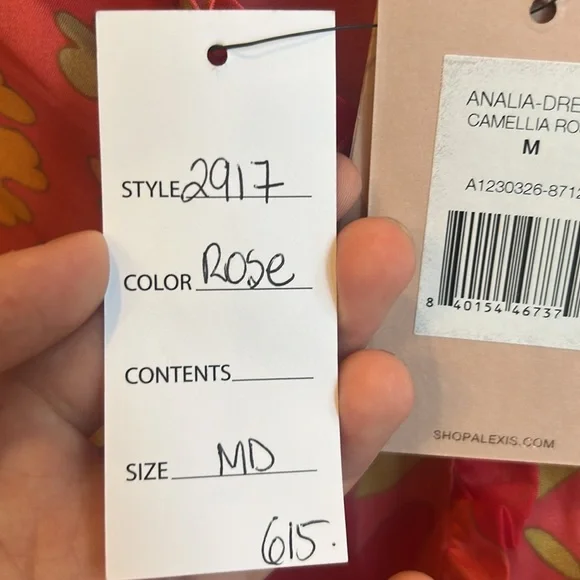 STYLE 2917
COLOR Rose
CONTENTS
SIZE MD
615.
ANALIA-DRE
CAMELLIA RO
M
A1230326-8712
8 40154 46737
SHOPALEXIS.COM